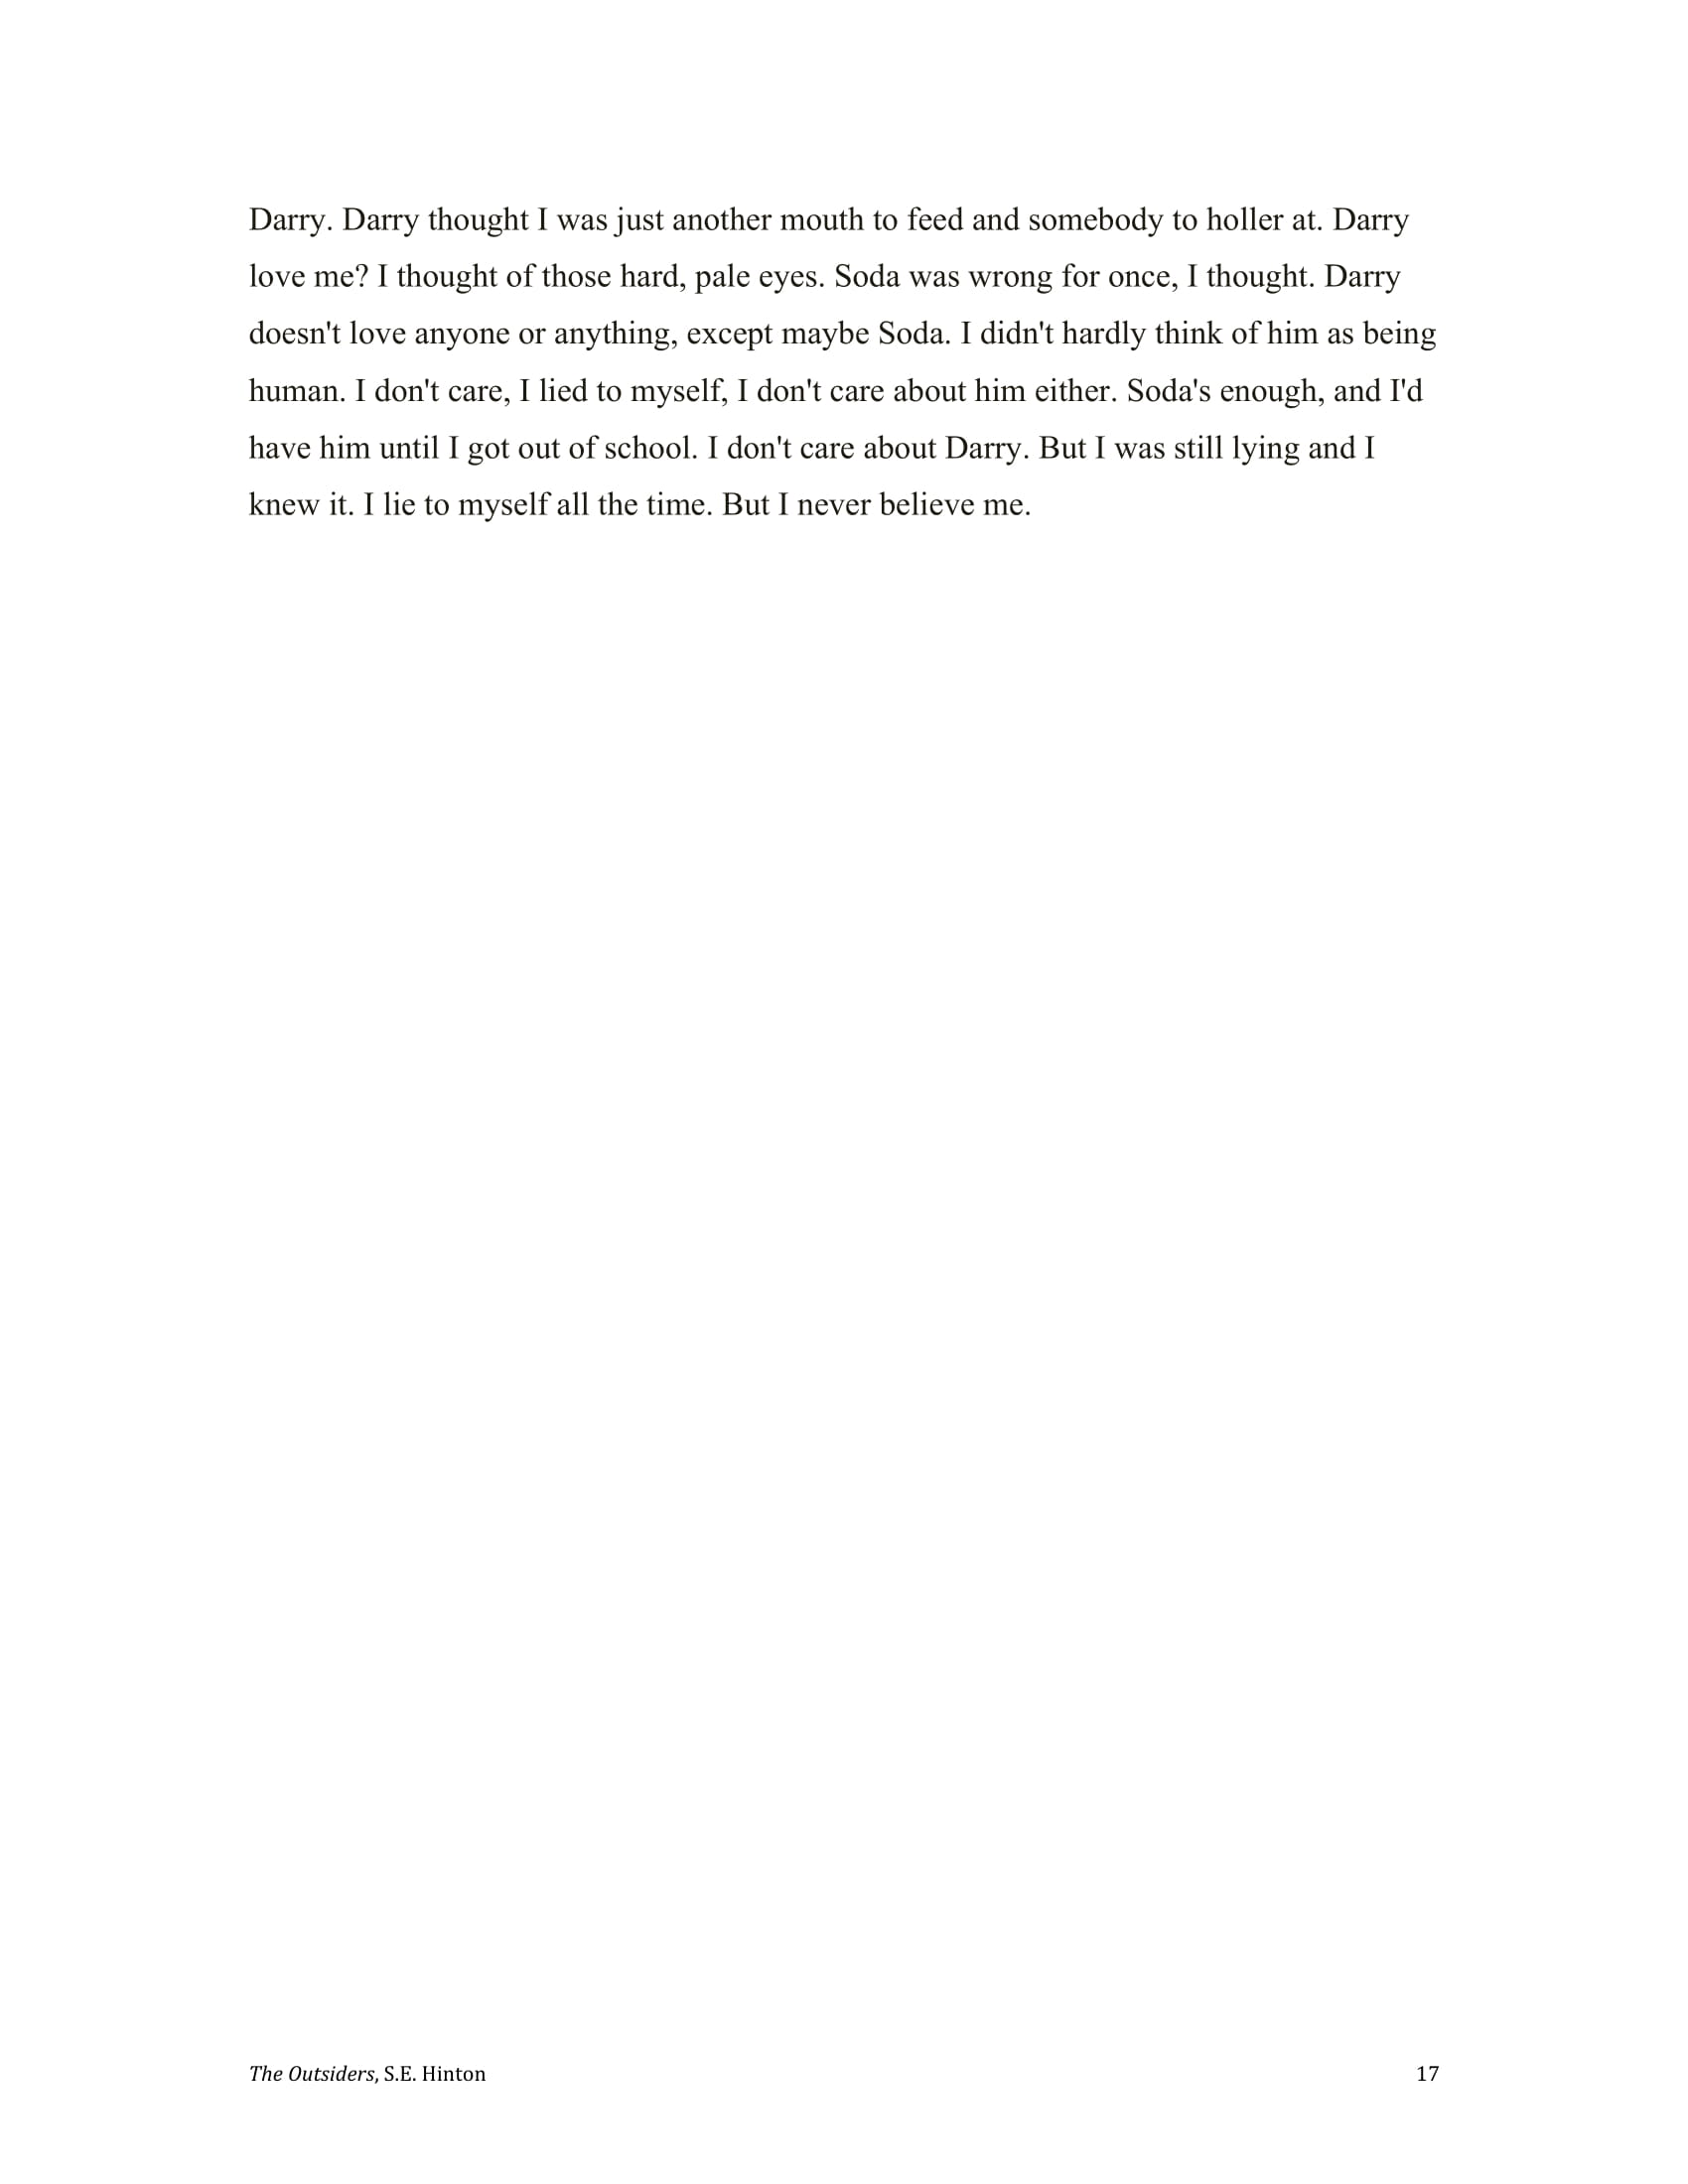 Darry. Darry thought I was just another mouth to feed and somebody to holler at. Darry
love me? I thought of those hard, pale eyes. Soda was wrong for once, I thought. Darry
doesn't love anyone or anything, except maybe Soda. I didn't hardly think of him as being
human. I don't care, I lied to myself, I don't care about him either. Soda's enough, and I'd
have him until I got out of school. I don't care about Darry. But I was still lying and I
knew it. I lie to myself all the time. But I never believe me.
The Outsiders, S.E. Hinton 17